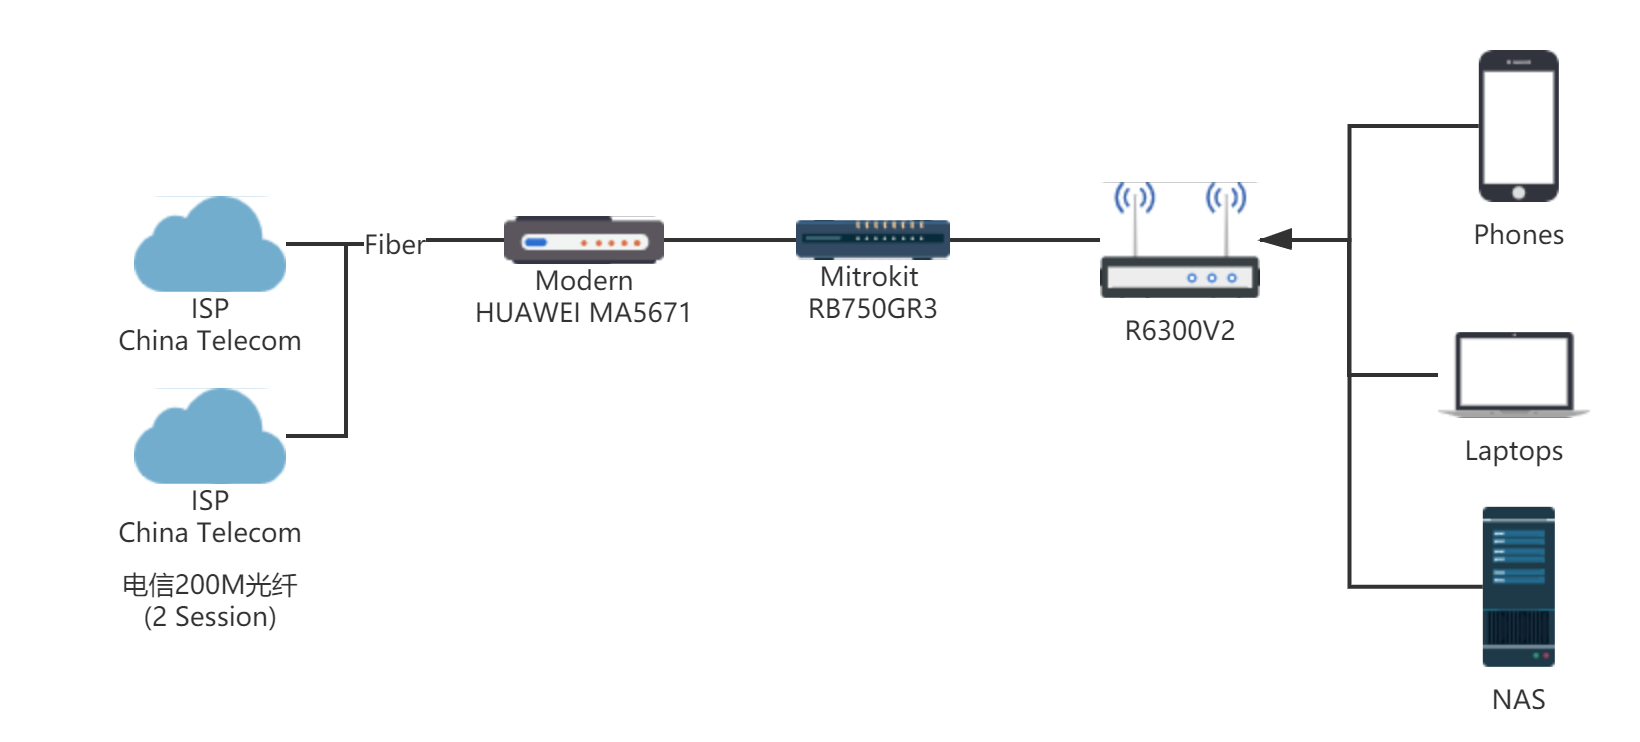 ISP
China Telecom
ISP
China Telecom
电信200M光纤
(2 Session)
Fiber
Modern
HUAWEI MA5671
Mitrokit
RB750GR3
R6300V2
Phones
Laptops
NAS